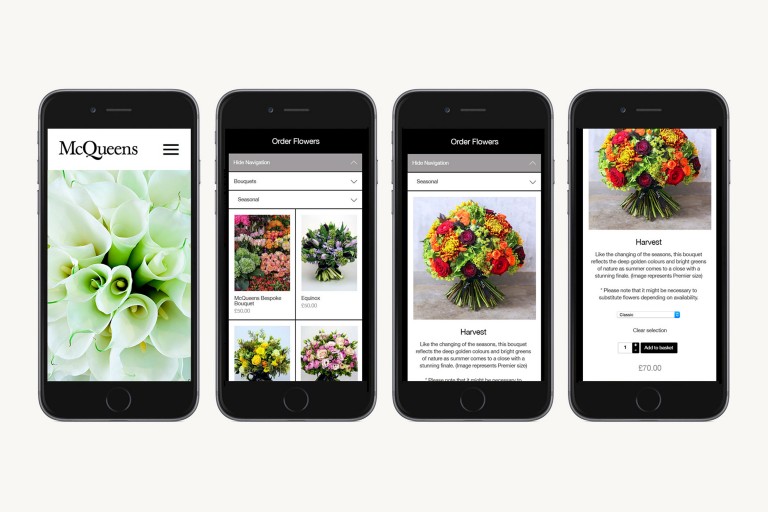 McQueens
Order Flowers
Hide Navigation
Bouquets
Seasonal
McQueens Bespoke
Bouquet
£50.00
Equinox
£60.00
Order Flowers
Hide Navigation
Seasonal
Harvest
Like the changing of the seasons, this bouquet
reflects the deep golden colours and bright greens
of nature as summer comes to a close with a
stunning finale. (Image represents Premier size)
* Please note that it might be necessary to
Harvest
Like the changing of the seasons, this bouquet
reflects the deep golden colours and bright greens
of nature as summer comes to a close with a
stunning finale. (Image represents Premier size)
* Please note that it might be necessary to
substitute flowers depending on availability.
Classic
Clear selection
1
Add to basket
£70.00